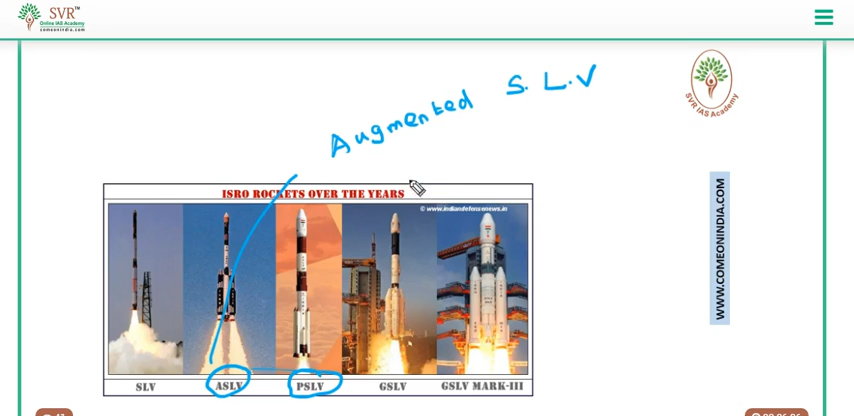 SVR™
Online IAS Academy
comeonindia.com
Augmented S.L.V
SVR IAS Academy
ISRO ROCKETS OVER THE YEARS
© www.indiandefensenews.in
SLV
ASLV
PSLV
GSLV
GSLV MARK-III
WWW.COMEONINDIA.COM